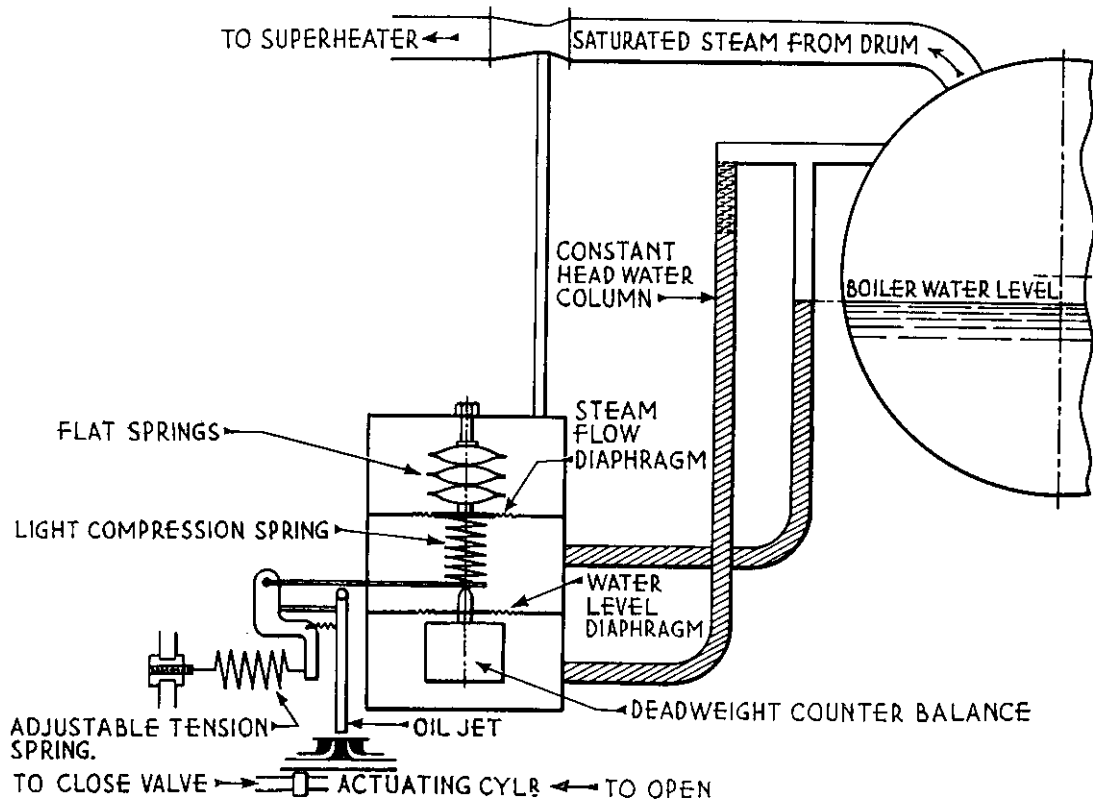 TO SUPERHEATER
SATURATED STEAM FROM DRUM
CONSTANT
HEAD WATER
COLUMN
BOILER WATER LEVEL
FLAT SPRINGS
STEAM
FLOW
DIAPHRAGM
LIGHT COMPRESSION SPRING
WATER
LEVEL
DIAPHRAGM
ADJUSTABLE TENSION
SPRING.
OIL JET
DEADWEIGHT COUNTER BALANCE
TO CLOSE VALVE
ACTUATING CYLR
TO OPEN